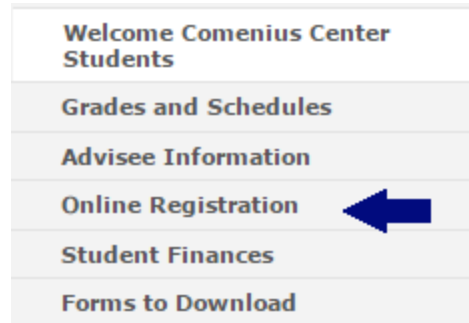 Welcome Comenius Center
Students
Grades and Schedules
Advisee Information
Online Registration
Student Finances
Forms to Download